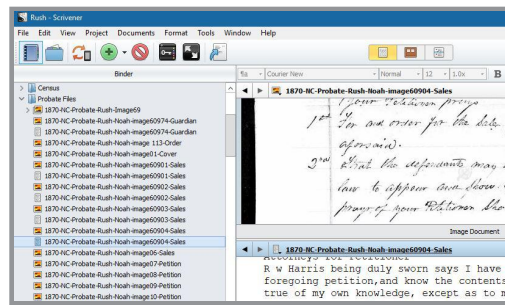 Rush - Scrivener
File Edit View Project Documents Format Tools Window Help
Binder
¶a Courier New Normal 12 1.0x B
Census
Probate Files
1870-NC-Probate-Rush-Image69
1870-NC-Probate-Rush-Noah-image60974-Guardian
1870-NC-Probate-Rush-Noah-image60974-Guardian
1870-NC-Probate-Rush-Noah-image 113-Order
1870-NC-Probate-Rush-Noah-image01-Cover
1870-NC-Probate-Rush-Noah-image60901-Sales
1870-NC-Probate-Rush-Noah-image60901-Sales
1870-NC-Probate-Rush-Noah-image60902-Sales
1870-NC-Probate-Rush-Noah-image60902-Sales
1870-NC-Probate-Rush-Noah-image60903-Sales
1870-NC-Probate-Rush-Noah-image60903-Sales
1870-NC-Probate-Rush-Noah-image60904-Sales
1870-NC-Probate-Rush-Noah-image60904-Sales
1870-NC-Probate-Rush-Noah-image06-Sales
1870-NC-Probate-Rush-Noah-image07-Petition
1870-NC-Probate-Rush-Noah-image08-Petition
1870-NC-Probate-Rush-Noah-image09-Petition
1870-NC-Probate-Rush-Noah-image10-Petition
1870-NC-Probate-Rush-Noah-image60904-Sales
your Petitioner prays
1st For and order for the Sale
aforsaid.
2nd That the defendants may
law to appear and show
prayer of your Petitioner sho
Image Document
1870-NC-Probate-Rush-Noah-image60904-Sales
Attorneys for Petitioner
R w Harris being duly sworn says I have
foregoing petition,and know the contents
true of my own knowledge, except as to m